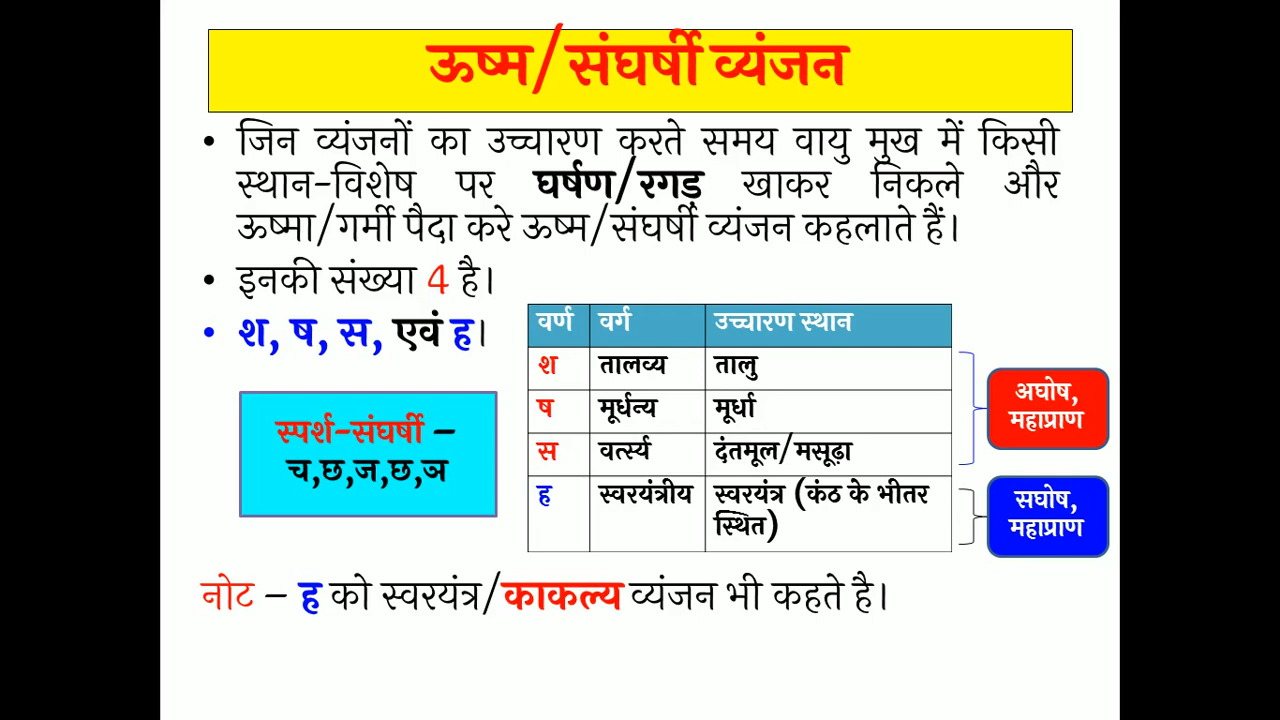 ऊष्म/संघर्षी व्यंजन
• जिन व्यंजनों का उच्चारण करते समय वायु मुख में किसी
स्थान-विशेष पर घर्षण/रगड़ खाकर निकले और
ऊष्मा/गर्मी पैदा करे ऊष्म/संघर्षी व्यंजन कहलाते हैं।
• इनकी संख्या 4 है।
• श, ष, स, एवं ह।
स्पर्श-संघर्षी –
च,छ,ज,छ,ञ
वर्ण वर्ग उच्चारण स्थान
श तालव्य तालु
ष मूर्धन्य मूर्धा
स वर्त्स्य दंतमूल/मसूढ़ा
ह स्वरयंत्रीय स्वरयंत्र (कंठ के भीतर
स्थित)
अघोष,
महाप्राण
सघोष,
महाप्राण
नोट – ह को स्वरयंत्र/काकल्य व्यंजन भी कहते है।